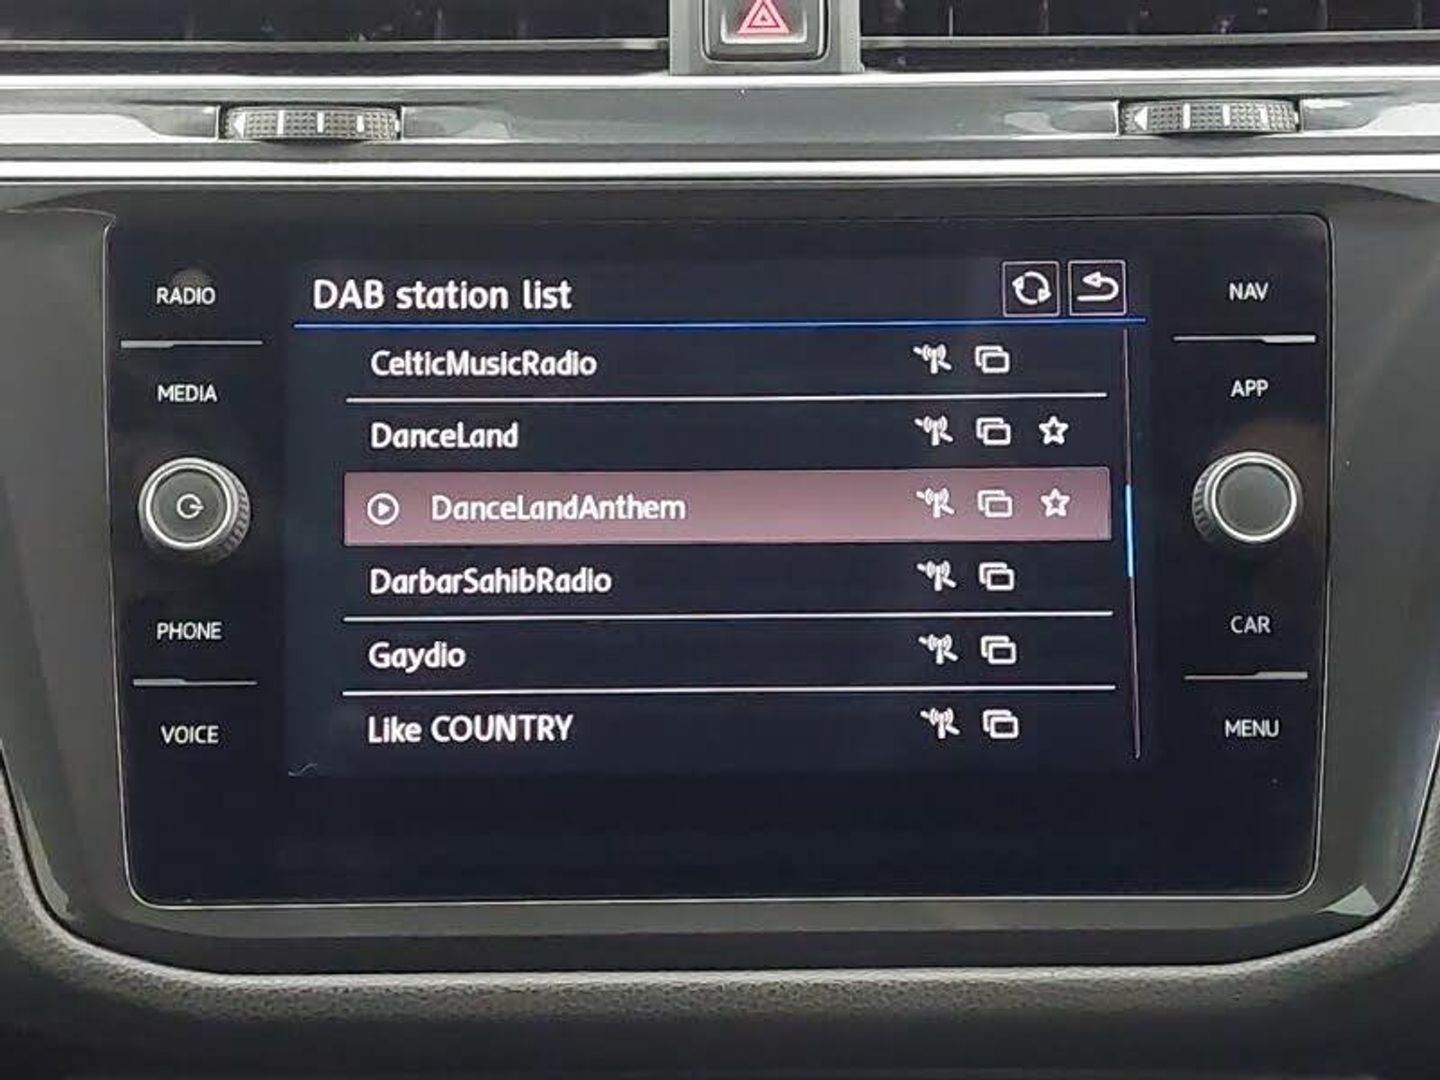 DAB station list
RADIO
MEDIA
PHONE
VOICE
CelticMusicRadio
DanceLand
DanceLandAnthem
DarbarSahibRadio
Gaydio
Like COUNTRY
NAV
APP
CAR
MENU